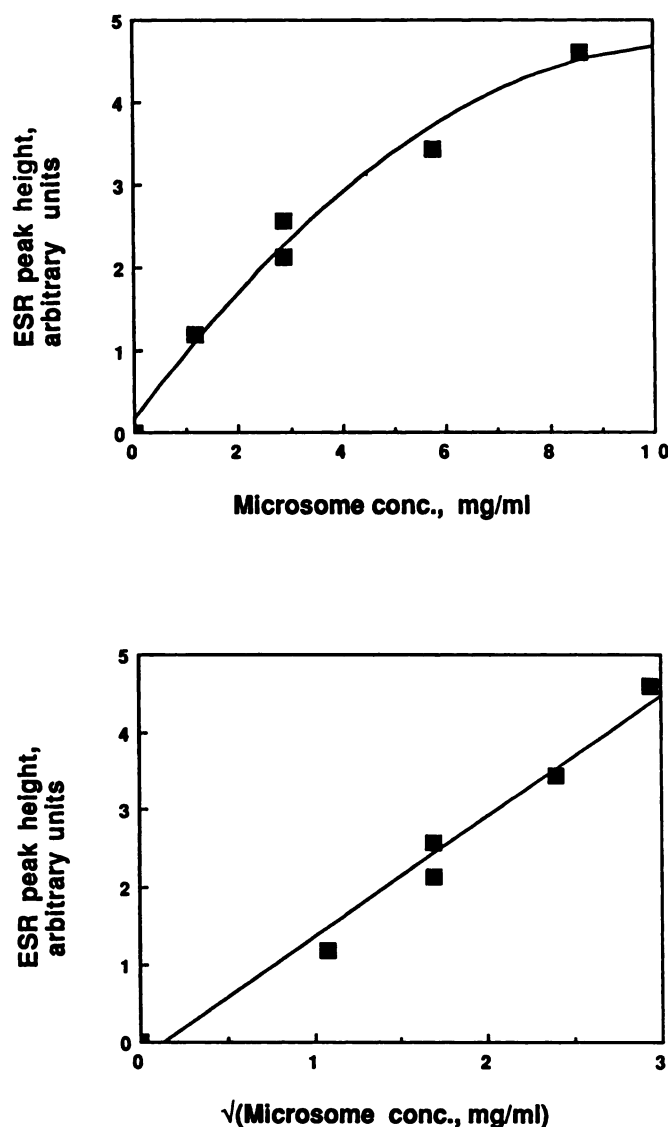 5
4
3
2
1
0
ESR peak height,
arbitrary units
0 2 4 6 8 1 0
Microsome conc., mg/ml
5
4
3
2
1
0
ESR peak height,
arbitrary units
0 1 2 3
√(Microsome conc., mg/ml)